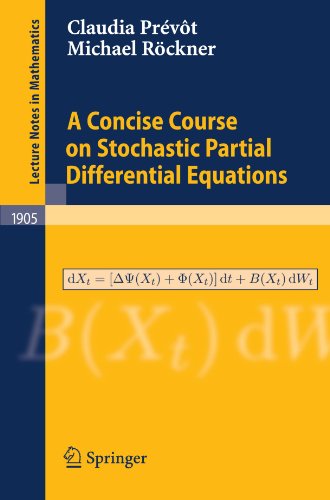 Claudia Prévôt
Michael Röckner
Lecture Notes in Mathematics
A Concise Course
on Stochastic Partial
Differential Equations
1905
dX_t = [ΔΨ(X_t) + Φ(X_t)] dt + B(X_t) dW_t
B(X_t) dW
Springer